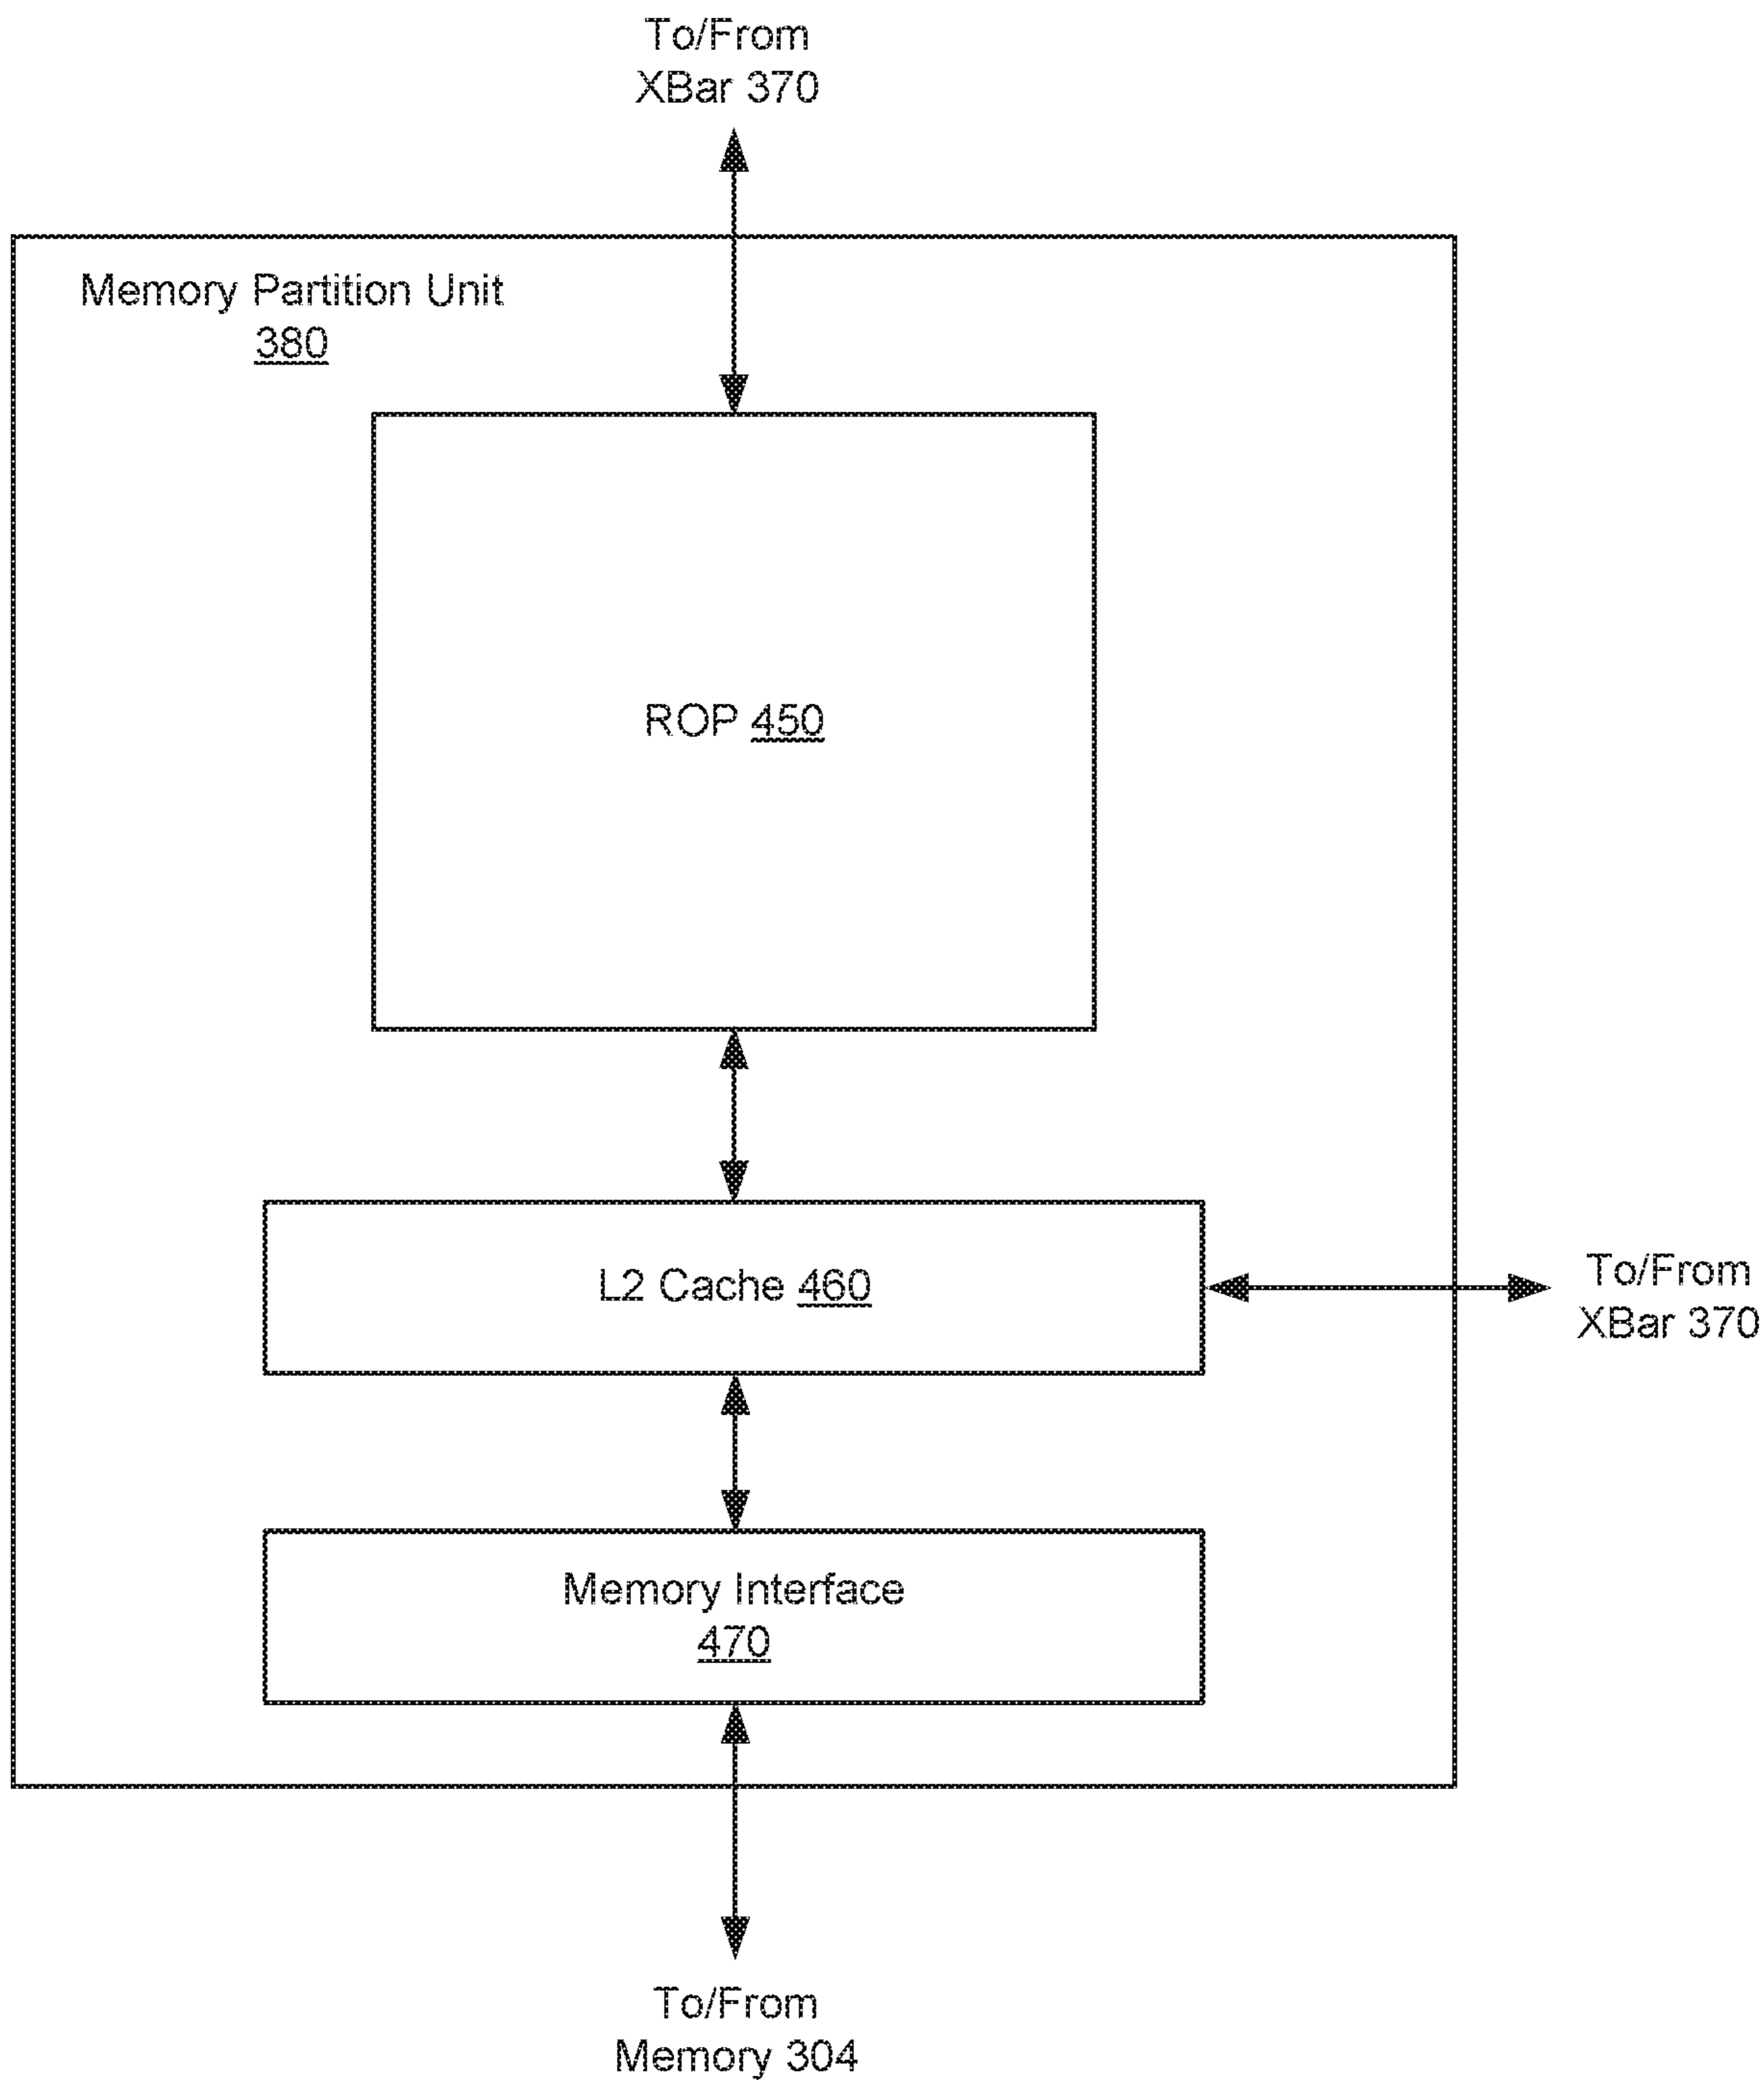 To/From
XBar 370
Memory Partition Unit
380
ROP 450
L2 Cache 460
To/From
XBar 370
Memory Interface
470
To/From
Memory 304